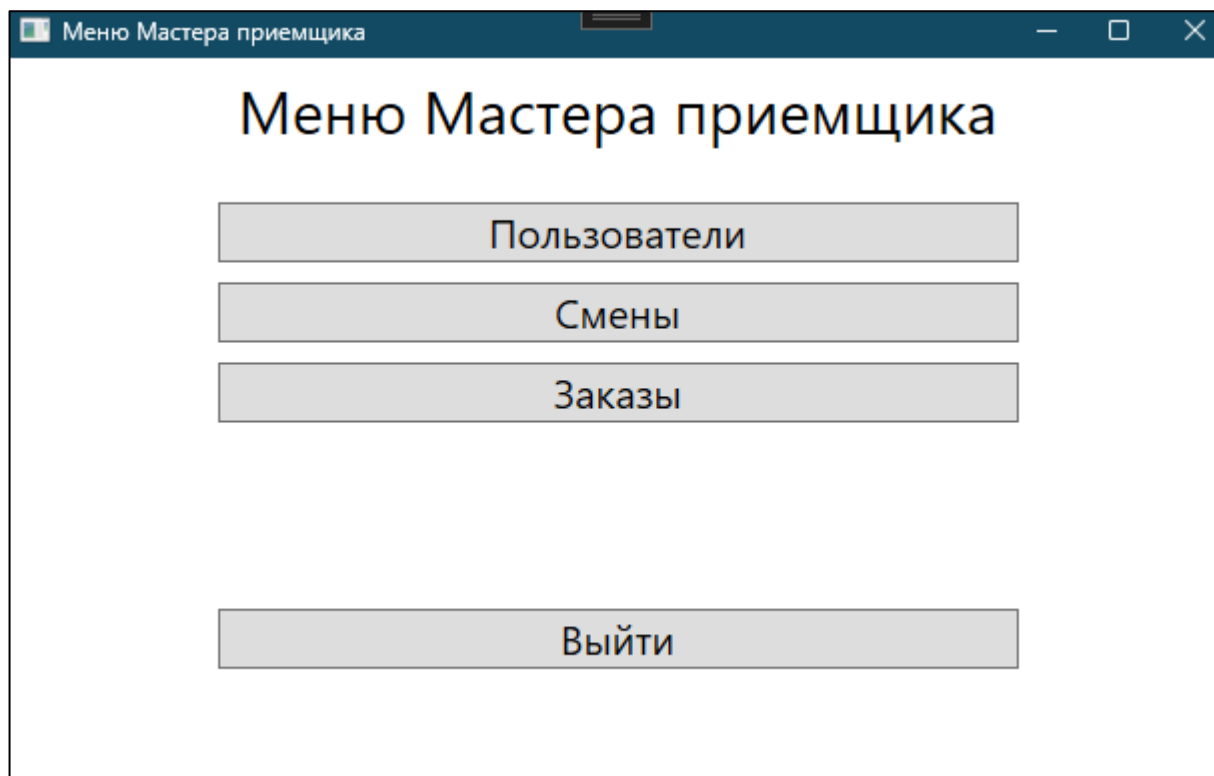 Меню Мастера приемщика
Меню Мастера приемщика
Пользователи
Смены
Заказы
Выйти